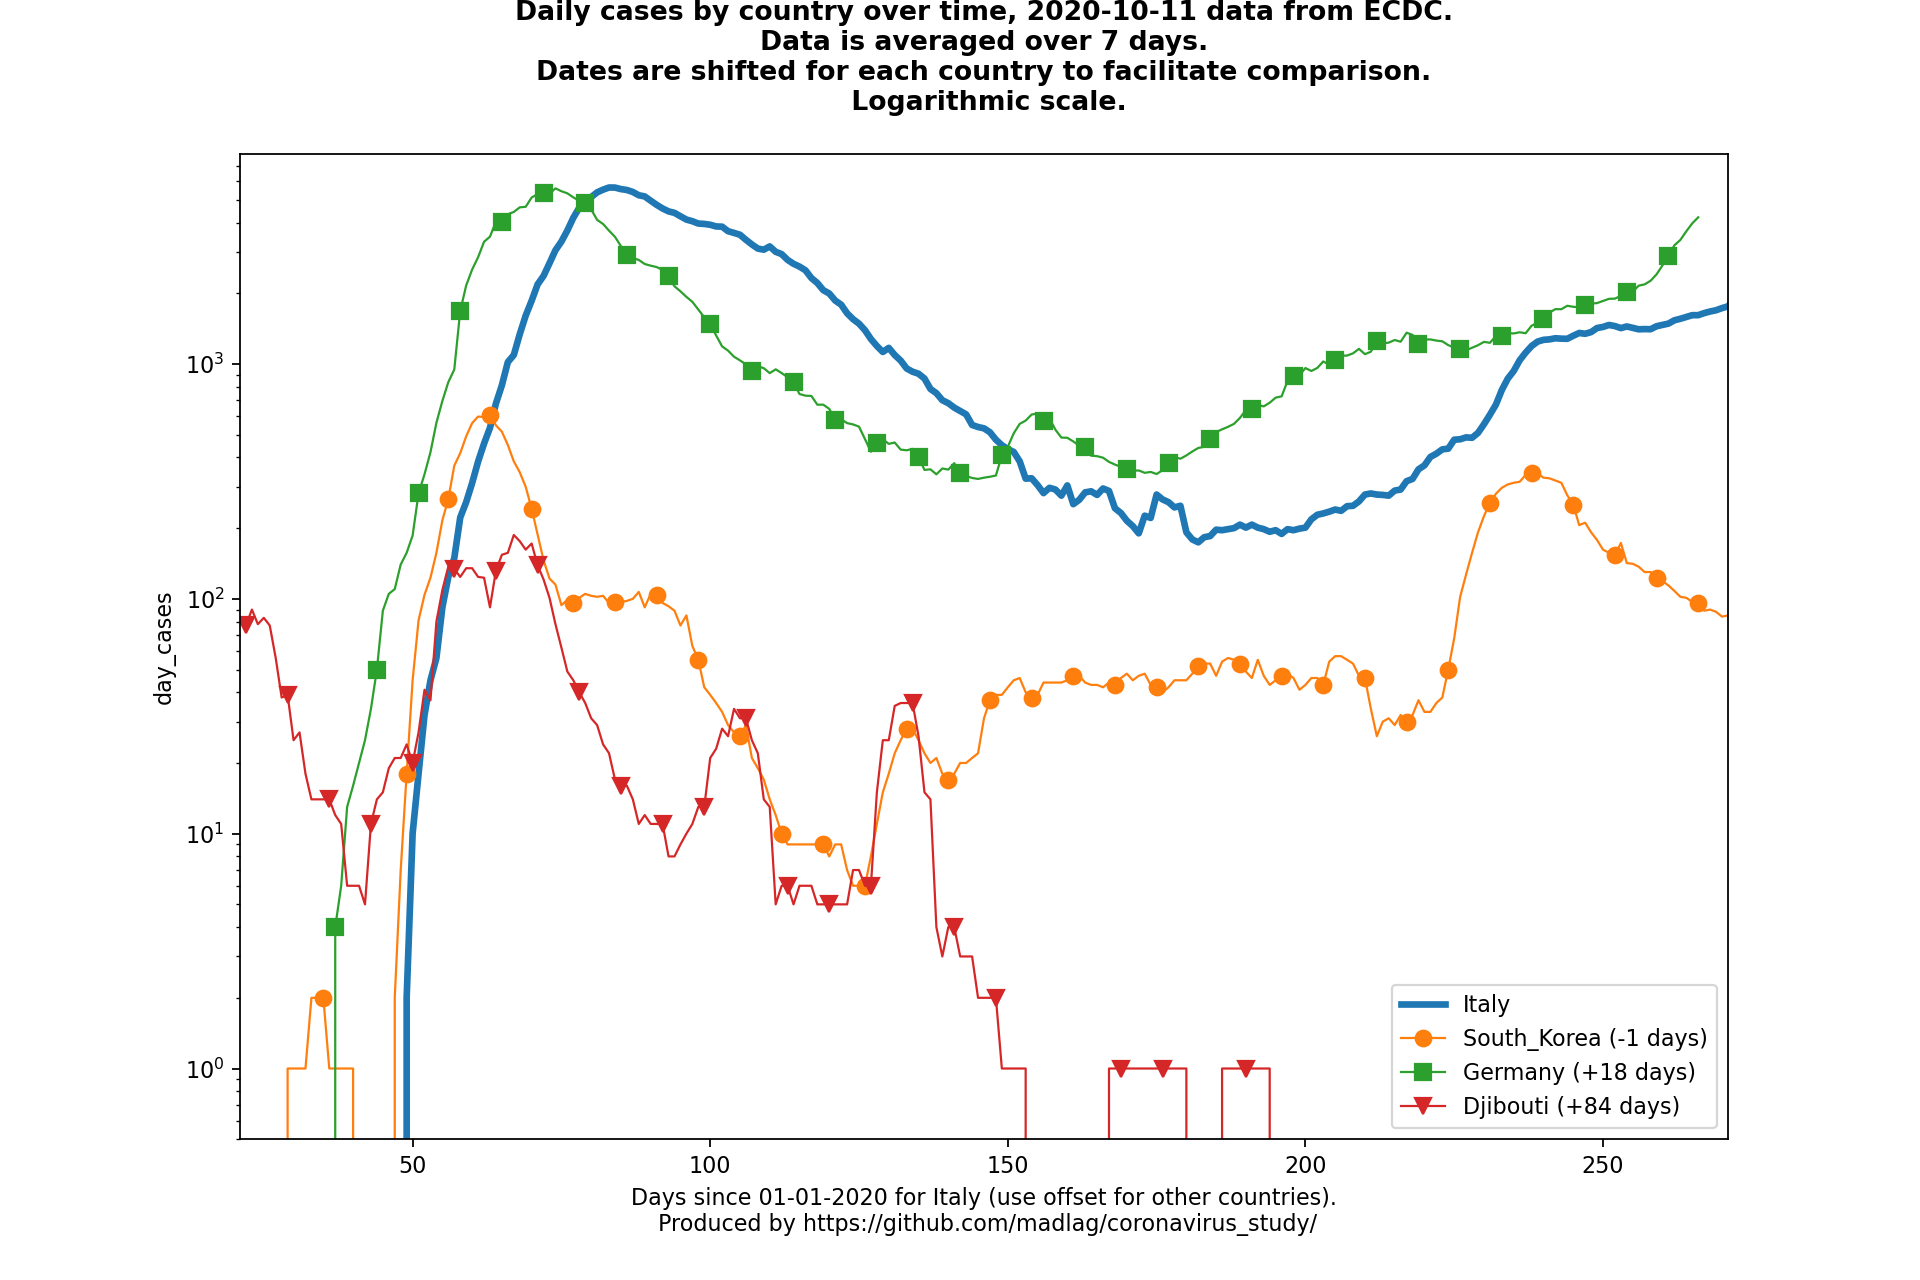 Daily cases by country over time, 2020-10-11 data from ECDC.
Data is averaged over 7 days.
Dates are shifted for each country to facilitate comparison.
Logarithmic scale.
day_cases
10³
10²
10¹
10⁰
Italy
South_Korea (-1 days)
Germany (+18 days)
Djibouti (+84 days)
50
100
150
200
250
Days since 01-01-2020 for Italy (use offset for other countries).
Produced by https://github.com/madlag/coronavirus_study/